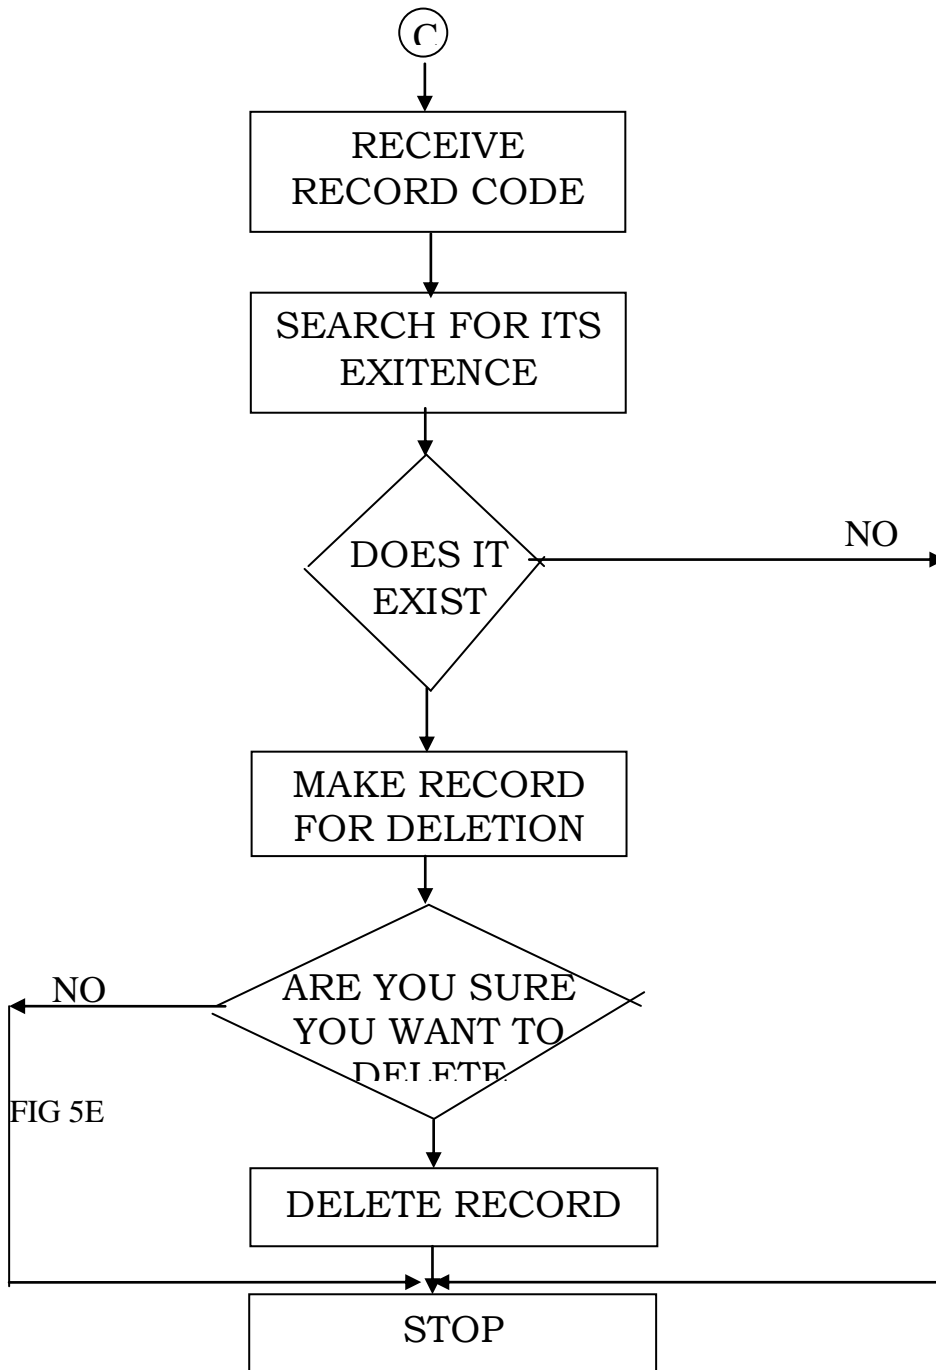 C
RECEIVE
RECORD CODE
SEARCH FOR ITS
EXITENCE
DOES IT
EXIST
NO
MAKE RECORD
FOR DELETION
ARE YOU SURE
YOU WANT TO
DELETE
NO
FIG 5E
DELETE RECORD
STOP